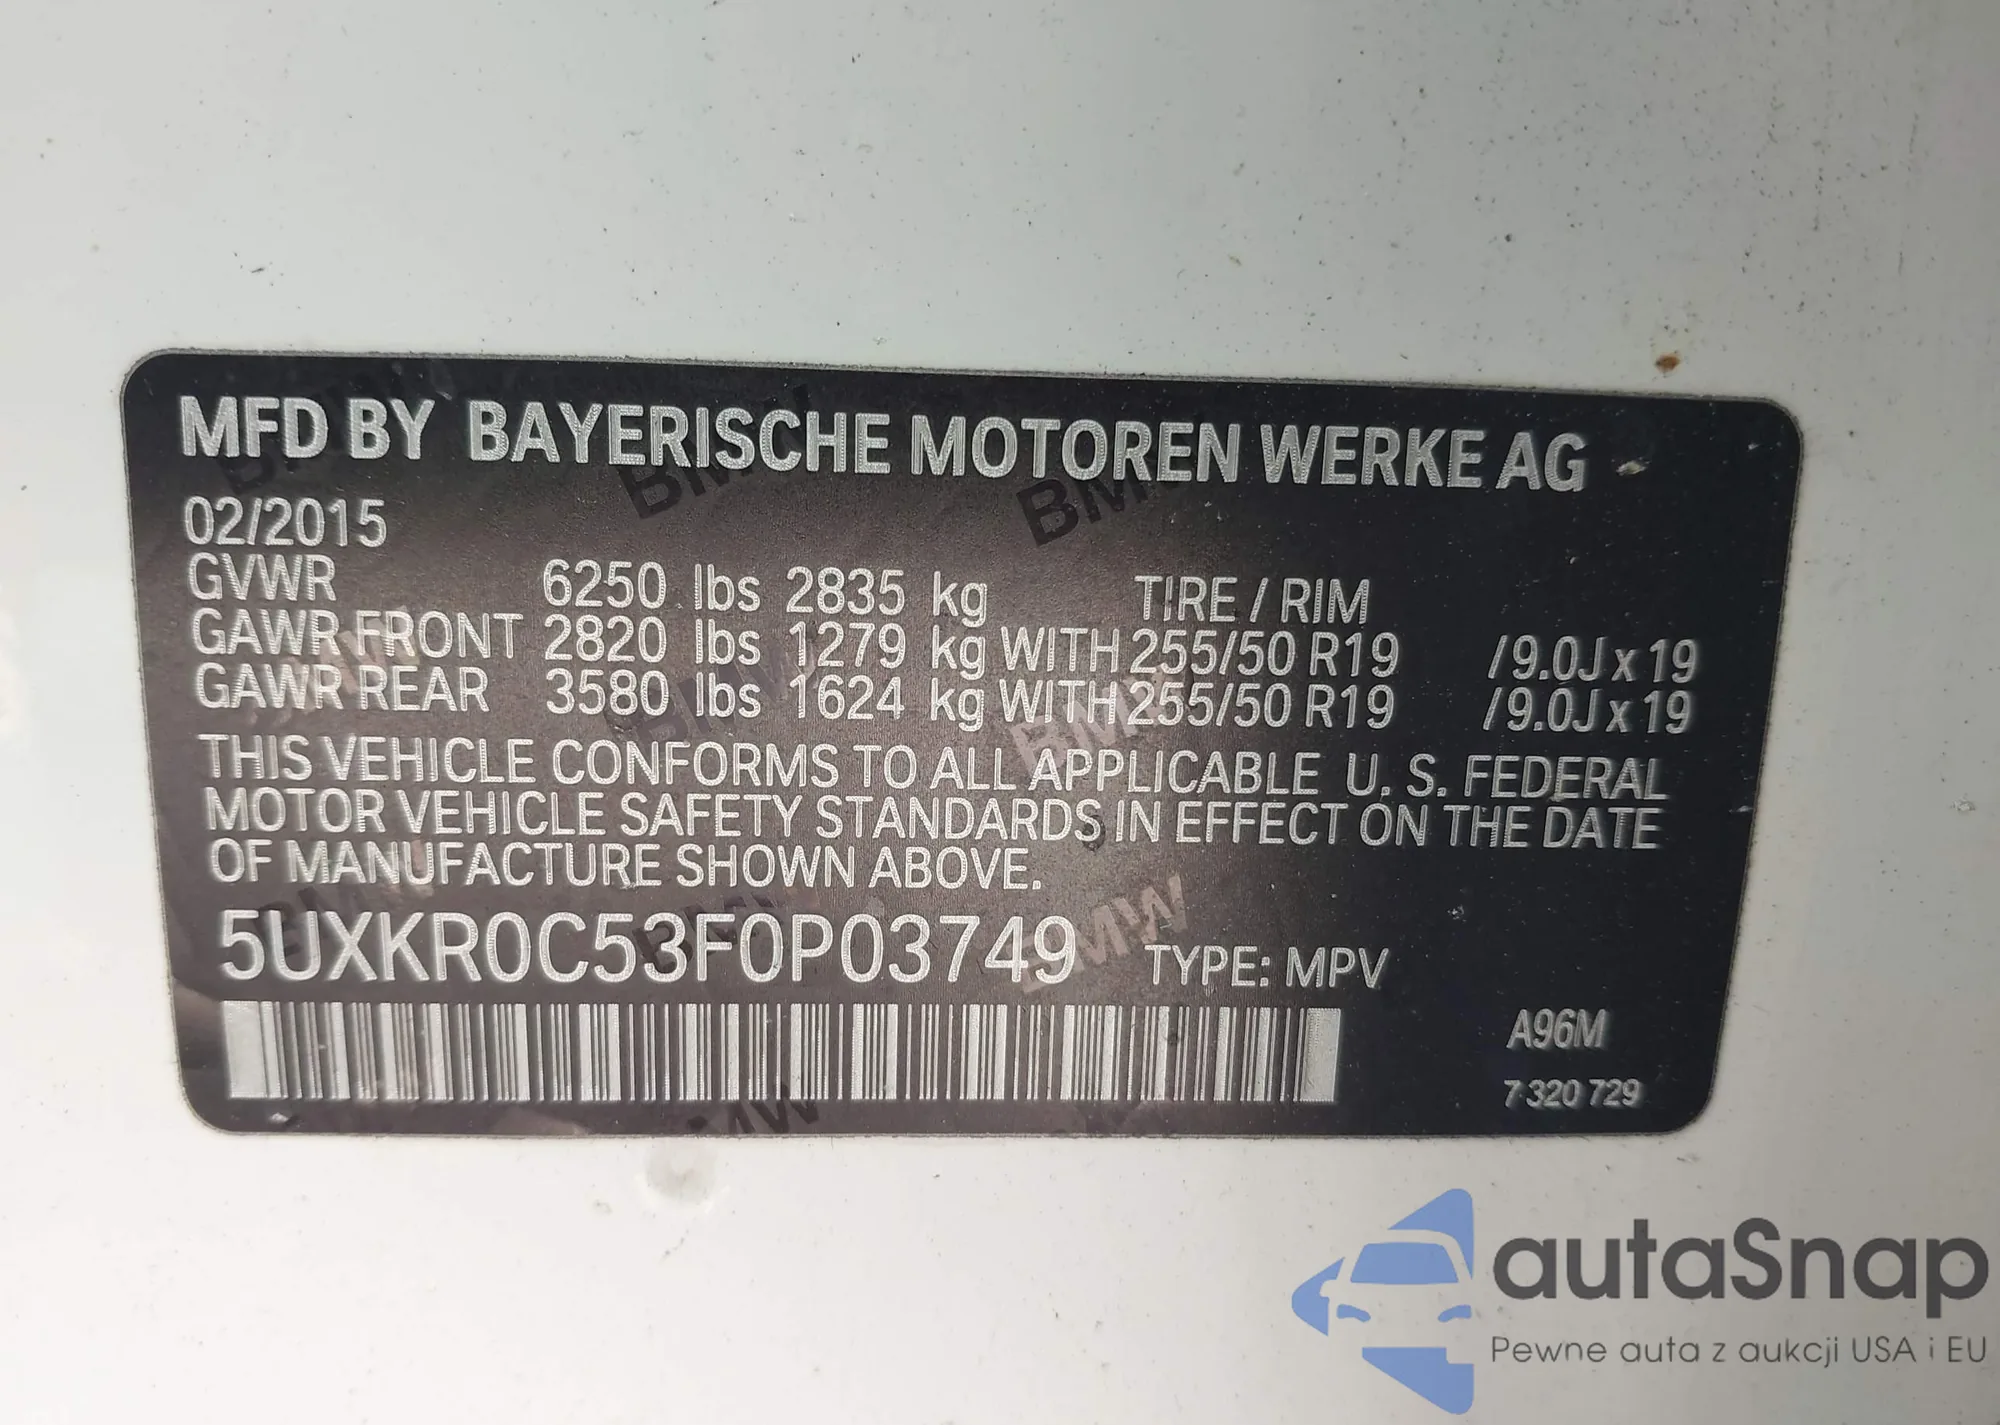 MFD BY BAYERISCHE MOTOREN WERKE AG
02/2015
GVWR 6250 lbs 2835 kg TIRE / RIM
GAWR FRONT 2820 lbs 1279 kg WITH 255/50 R19 /9.0J x 19
GAWR REAR 3580 lbs 1624 kg WITH 255/50 R19 /9.0J x 19
THIS VEHICLE CONFORMS TO ALL APPLICABLE U. S. FEDERAL
MOTOR VEHICLE SAFETY STANDARDS IN EFFECT ON THE DATE
OF MANUFACTURE SHOWN ABOVE.
5UXKR0C53F0P03749 TYPE: MPV
A96M
7 320 729
autaSnap
Pewne auta z aukcji USA i EU